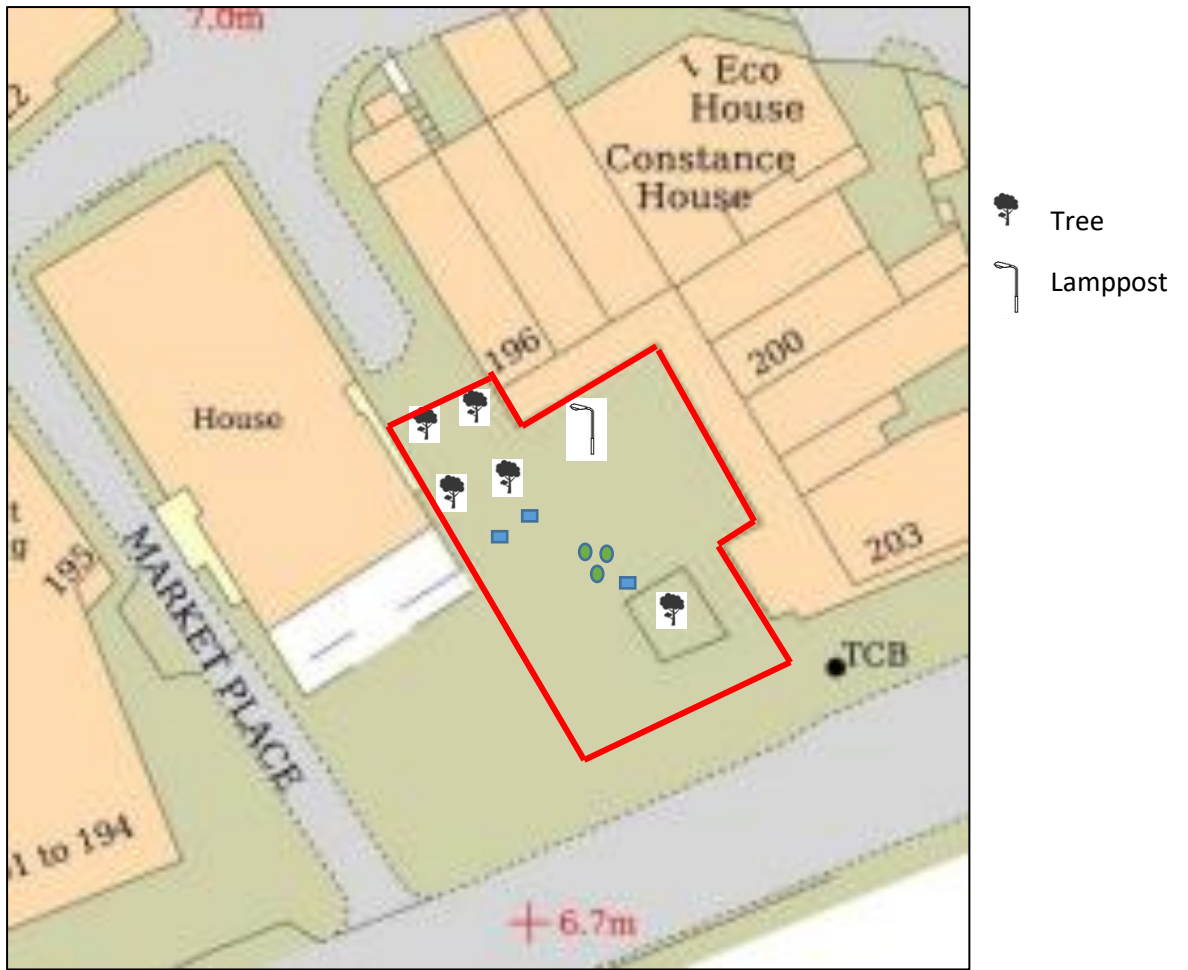 7.0m
2
Eco
House
Constance
House
Tree
Lamppost
196
200
House
203
t
g
195
MARKET PLACE
TCB
1 to 194
6.7m